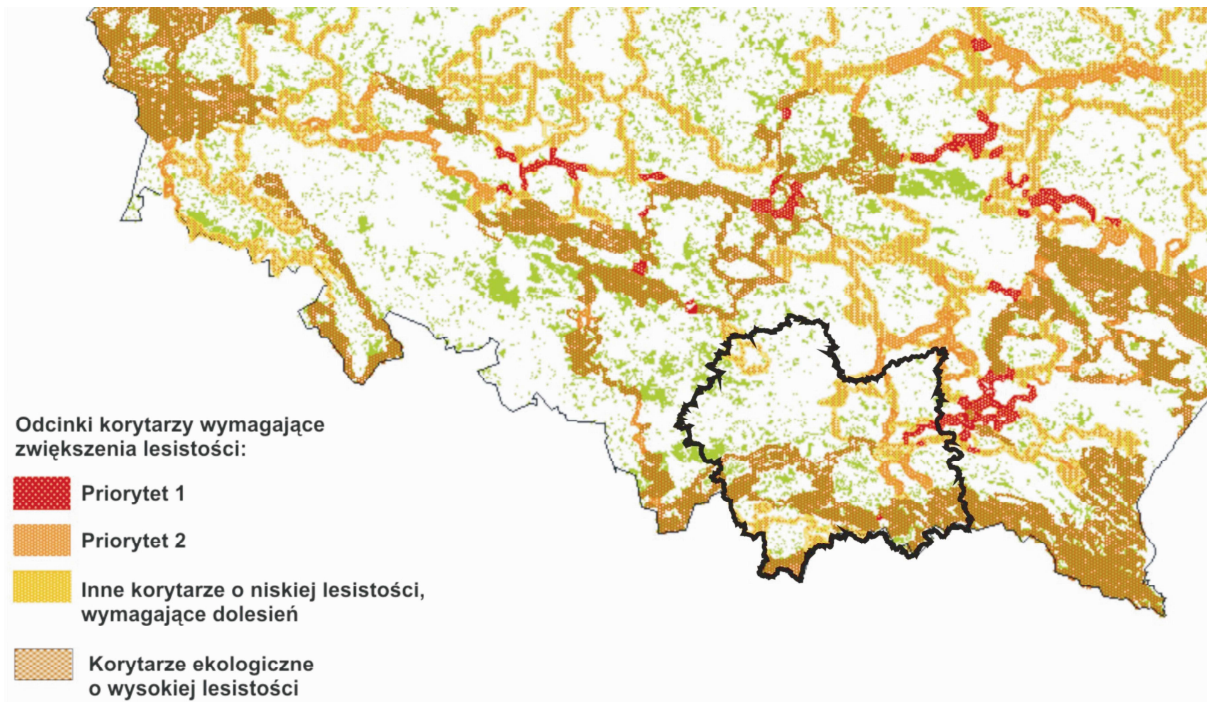 Odcinki korytarzy wymagające
zwiększenia lesistości:
Priorytet 1
Priorytet 2
Inne korytarze o niskiej lesistości,
wymagające dolesień
Korytarze ekologiczne
o wysokiej lesistości